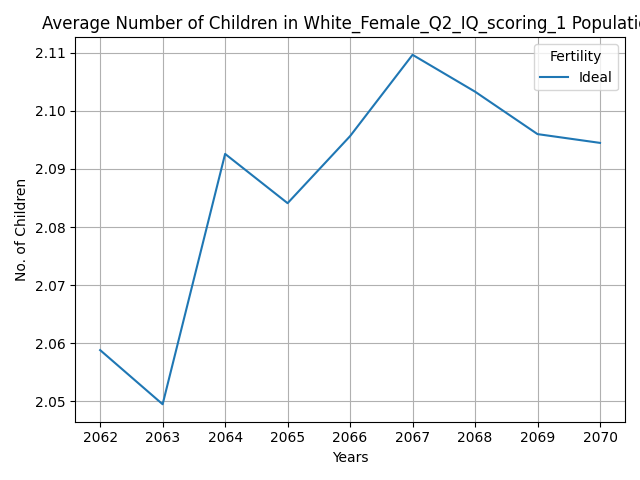 Average Number of Children in White_Female_Q2_IQ_scoring_1 Populatio
Fertility
Ideal
No. of Children
2.11
2.10
2.09
2.08
2.07
2.06
2.05
2062 2063 2064 2065 2066 2067 2068 2069 2070
Years